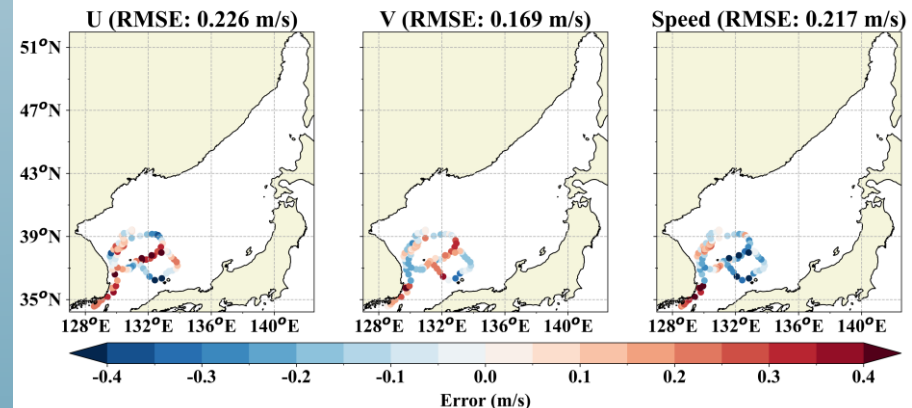 U (RMSE: 0.226 m/s) V (RMSE: 0.169 m/s) Speed (RMSE: 0.217 m/s)
51°N
47°N
43°N
39°N
35°N
128°E 132°E 136°E 140°E 128°E 132°E 136°E 140°E 128°E 132°E 136°E 140°E
-0.4 -0.3 -0.2 -0.1 0.0 0.1 0.2 0.3 0.4
Error (m/s)